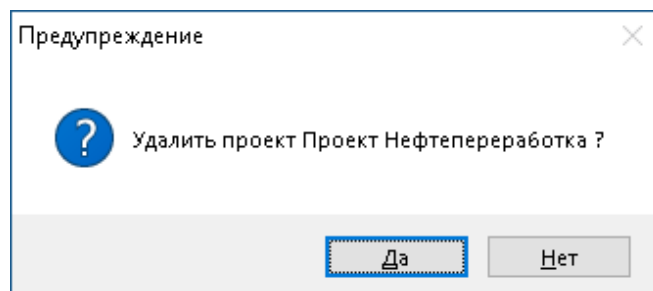 Предупреждение
Удалить проект Проект Нефтепереработка ?
Да
Нет